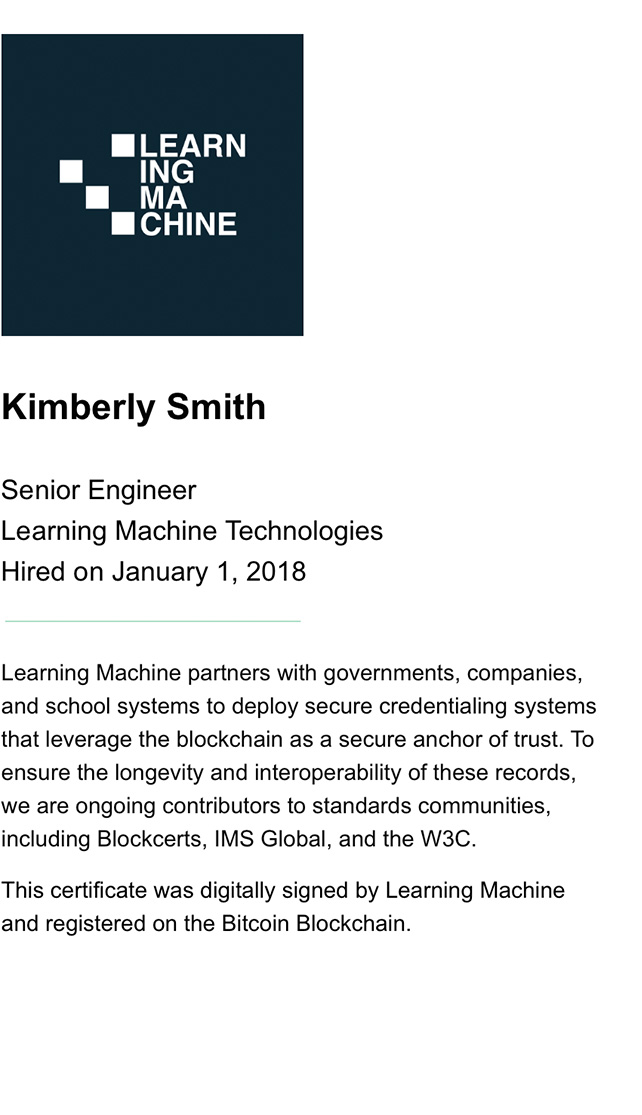 LEARN
ING
MA
CHINE
Kimberly Smith
Senior Engineer
Learning Machine Technologies
Hired on January 1, 2018
Learning Machine partners with governments, companies,
and school systems to deploy secure credentialing systems
that leverage the blockchain as a secure anchor of trust. To
ensure the longevity and interoperability of these records,
we are ongoing contributors to standards communities,
including Blockcerts, IMS Global, and the W3C.
This certificate was digitally signed by Learning Machine
and registered on the Bitcoin Blockchain.